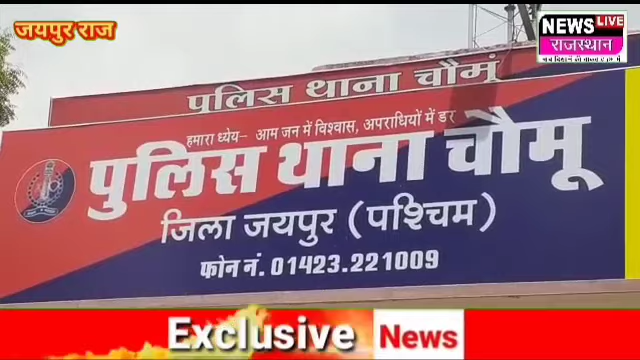 जयपुर राज
NEWS LIVE
राजस्थान
पुलिस थाना चौमूं
हमारा ध्येय- आम जन में विश्वास, अपराधियों में डर
पुलिस थाना चौमू
जिला जयपुर (पश्चिम)
फोन नं. 01423.221009
Exclusive News